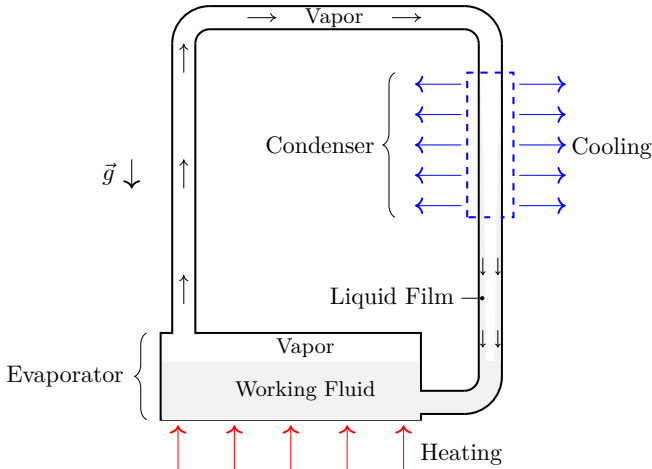 Vapor
Condenser
Cooling
g⃗
Liquid Film
Vapor
Evaporator
Working Fluid
Heating